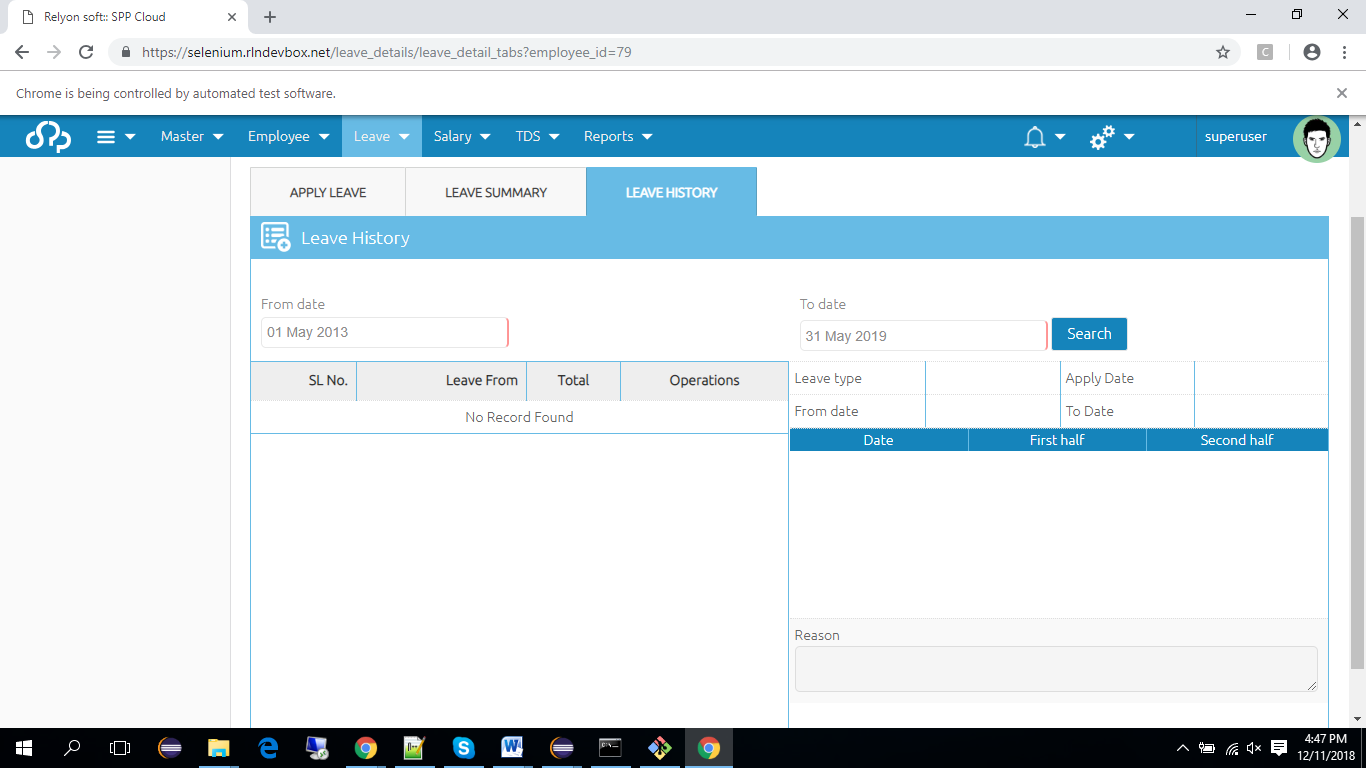 Relyon soft:: SPP Cloud
https://selenium.rlndevbox.net/leave_details/leave_detail_tabs?employee_id=79
C
Chrome is being controlled by automated test software.
Master Employee Leave Salary TDS Reports superuser
APPLY LEAVE LEAVE SUMMARY LEAVE HISTORY
Leave History
From date To date
01 May 2013 31 May 2019 Search
SL No. Leave From Total Operations
Leave type Apply Date
No Record Found
From date To Date
Date First half Second half
Reason
4:47 PM
12/11/2018